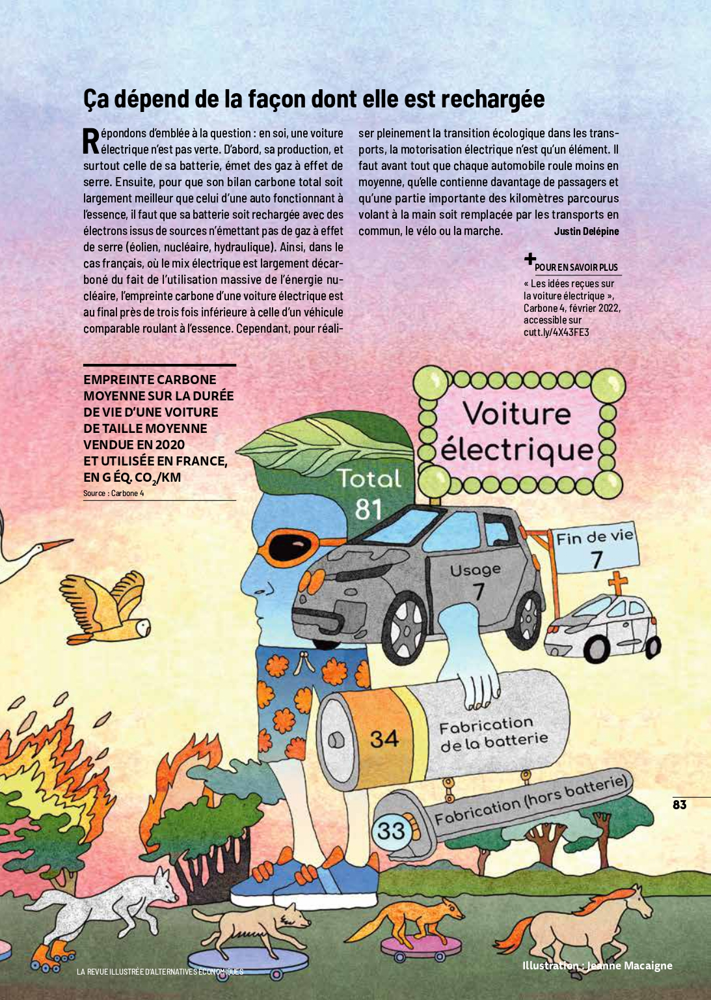 Ça dépend de la façon dont elle est rechargée
Répondons d'emblée à la question : en soi, une voiture
électrique n'est pas verte. D'abord, sa production, et
surtout celle de sa batterie, émet des gaz à effet de
serre. Ensuite, pour que son bilan carbone total soit
largement meilleur que celui d'une auto fonctionnant à
l'essence, il faut que sa batterie soit rechargée avec des
électrons issus de sources n'émettant pas de gaz à effet
de serre (éolien, nucléaire, hydraulique). Ainsi, dans le
cas français, où le mix électrique est largement décar-
boné du fait de l'utilisation massive de l'énergie nu-
cléaire, l'empreinte carbone d'une voiture électrique est
au final près de trois fois inférieure à celle d'un véhicule
comparable roulant à l'essence. Cependant, pour réali-
ser pleinement la transition écologique dans les trans-
ports, la motorisation électrique n'est qu'un élément. Il
faut avant tout que chaque automobile roule moins en
moyenne, qu'elle contienne davantage de passagers et
qu'une partie importante des kilomètres parcourus
volant à la main soit remplacée par les transports en
commun, le vélo ou la marche. Justin Delépine
+ POUR EN SAVOIR PLUS
« Les idées reçues sur
la voiture électrique »,
Carbone 4, février 2022,
accessible sur
cutt.ly/4X43FE3
EMPREINTE CARBONE
MOYENNE SUR LA DURÉE
DE VIE D'UNE VOITURE
DE TAILLE MOYENNE
VENDUE EN 2020
ET UTILISÉE EN FRANCE,
EN G ÉQ. CO2/KM
Source : Carbone 4
Voiture
électrique
Total
81
Fin de vie
7
Usage
7
34
Fabrication
de la batterie
Fabrication (hors batterie)
33
83
Illustration : Jeanne Macaigne
LA REVUE ILLUSTRÉE D'ALTERNATIVES ÉCONOMIQUES